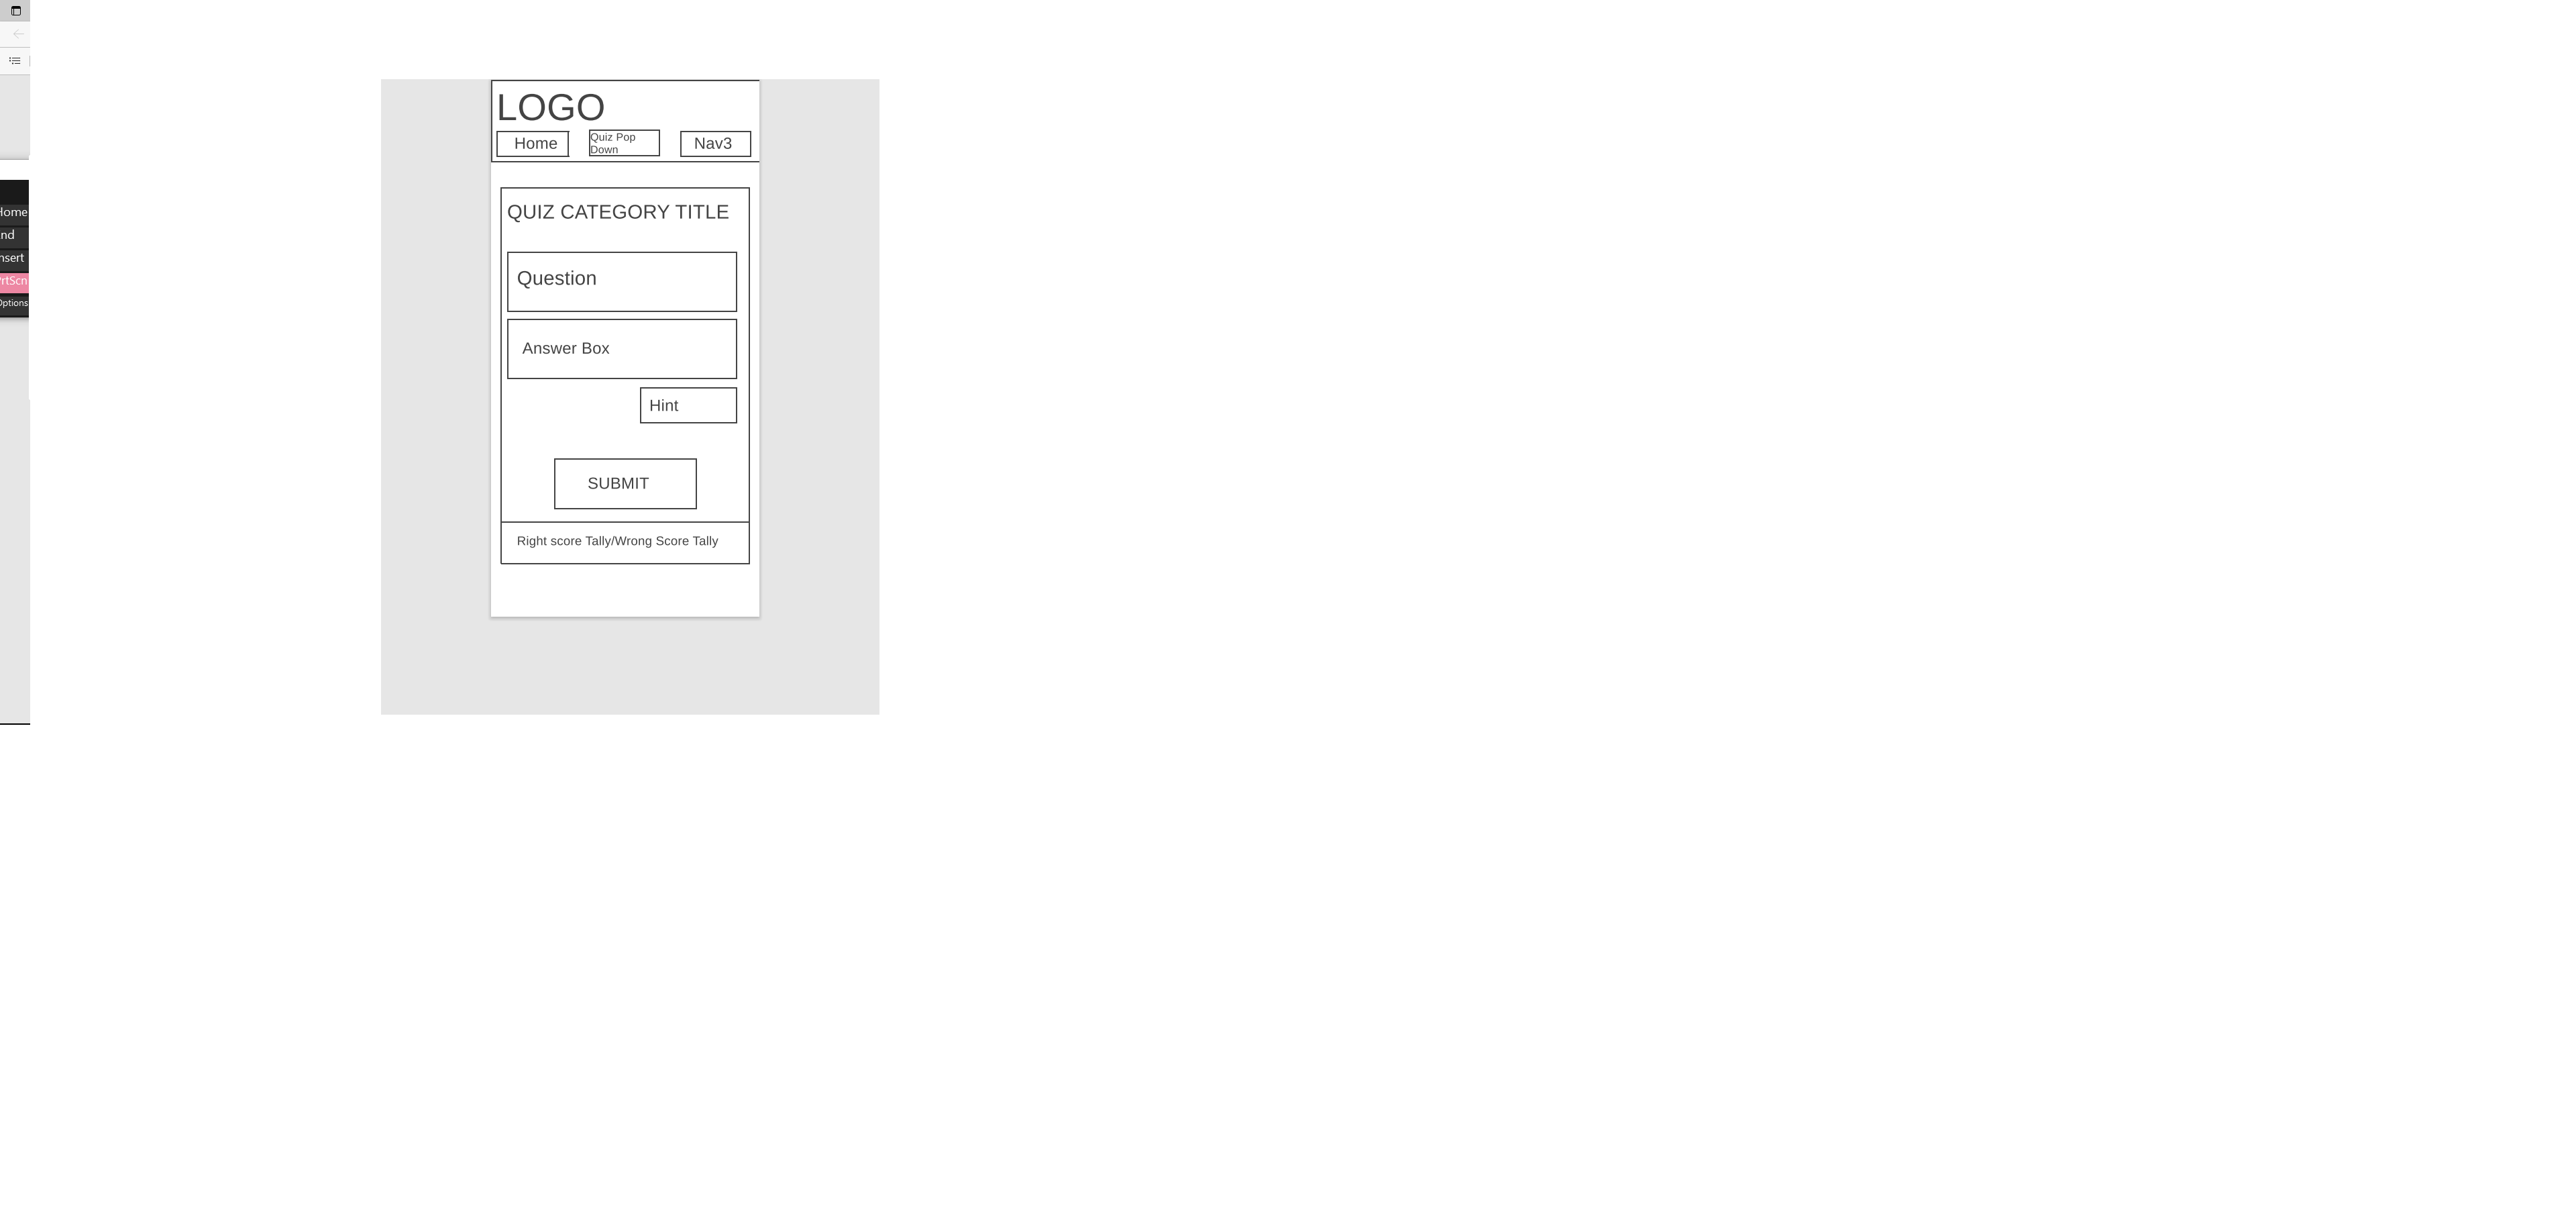 LOGO
Home
Quiz Pop
Down
Nav3
QUIZ CATEGORY TITLE
Question
Answer Box
Hint
SUBMIT
Right score Tally/Wrong Score Tally
Home
nd
nsert
rtScn
Options